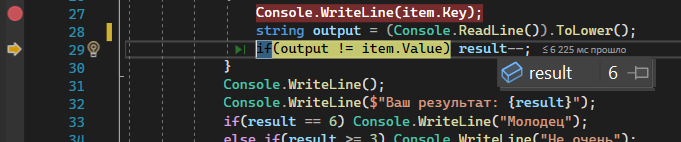 27 Console.WriteLine(item.Key);
28 string output = (Console.ReadLine()).ToLower();
29 if(output != item.Value) result--; ≤6 225 мс прошло
30 }
result 6
31 Console.WriteLine();
32 Console.WriteLine($"Ваш результат: {result}");
33 if(result == 6) Console.WriteLine("Молодец");
34 else if(result >= 3) Console.WriteLine("Не очень");